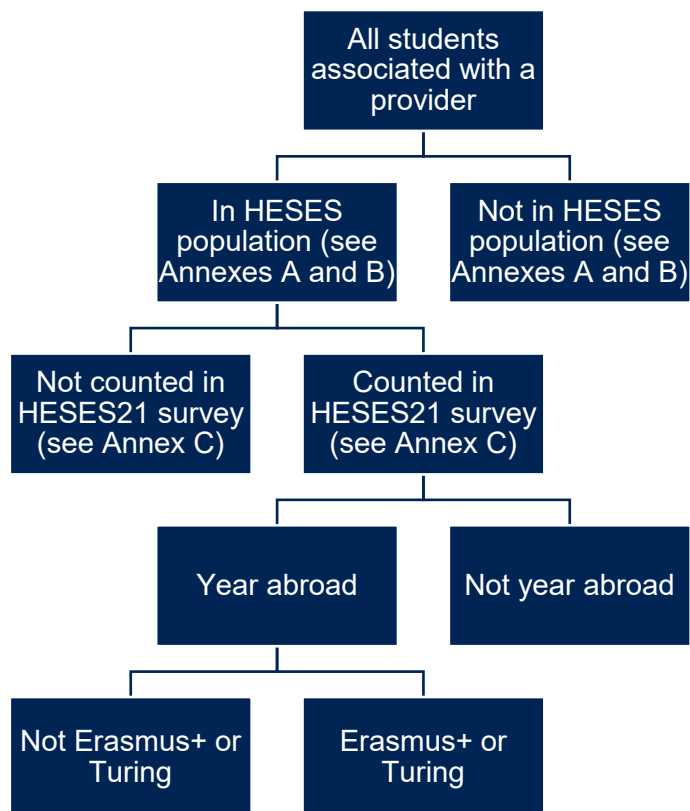 All students
associated with a
provider
In HESES
population (see
Annexes A and B)
Not in HESES
population (see
Annexes A and B)
Not counted in
HESES21 survey
(see Annex C)
Counted in
HESES21 survey
(see Annex C)
Year abroad
Not year abroad
Not Erasmus+ or
Turing
Erasmus+ or
Turing